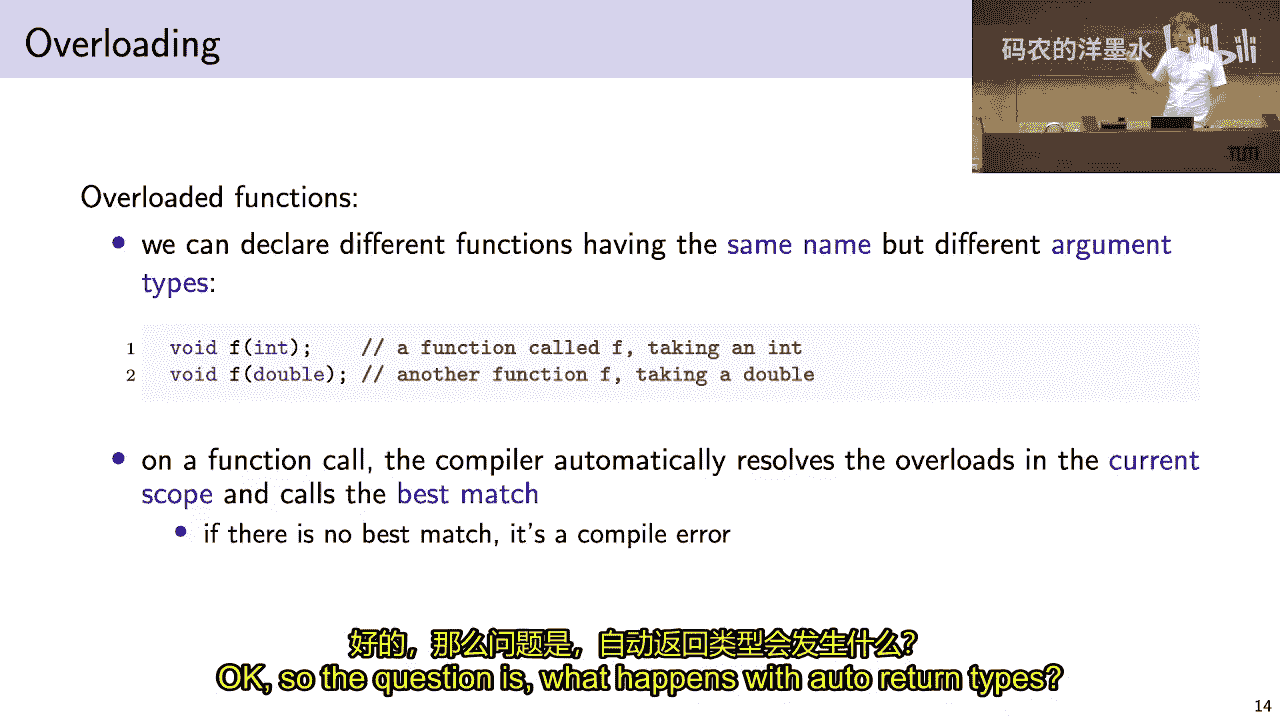 Overloading
码农的洋墨水
bilibili
TUM
Overloaded functions:
• we can declare different functions having the same name but different argument
types:
1 void f(int); // a function called f, taking an int
2 void f(double); // another function f, taking a double
• on a function call, the compiler automatically resolves the overloads in the current
scope and calls the best match
• if there is no best match, it's a compile error
好的，那么问题是，自动返回类型会发生什么？
OK, so the question is, what happens with auto return types?
14